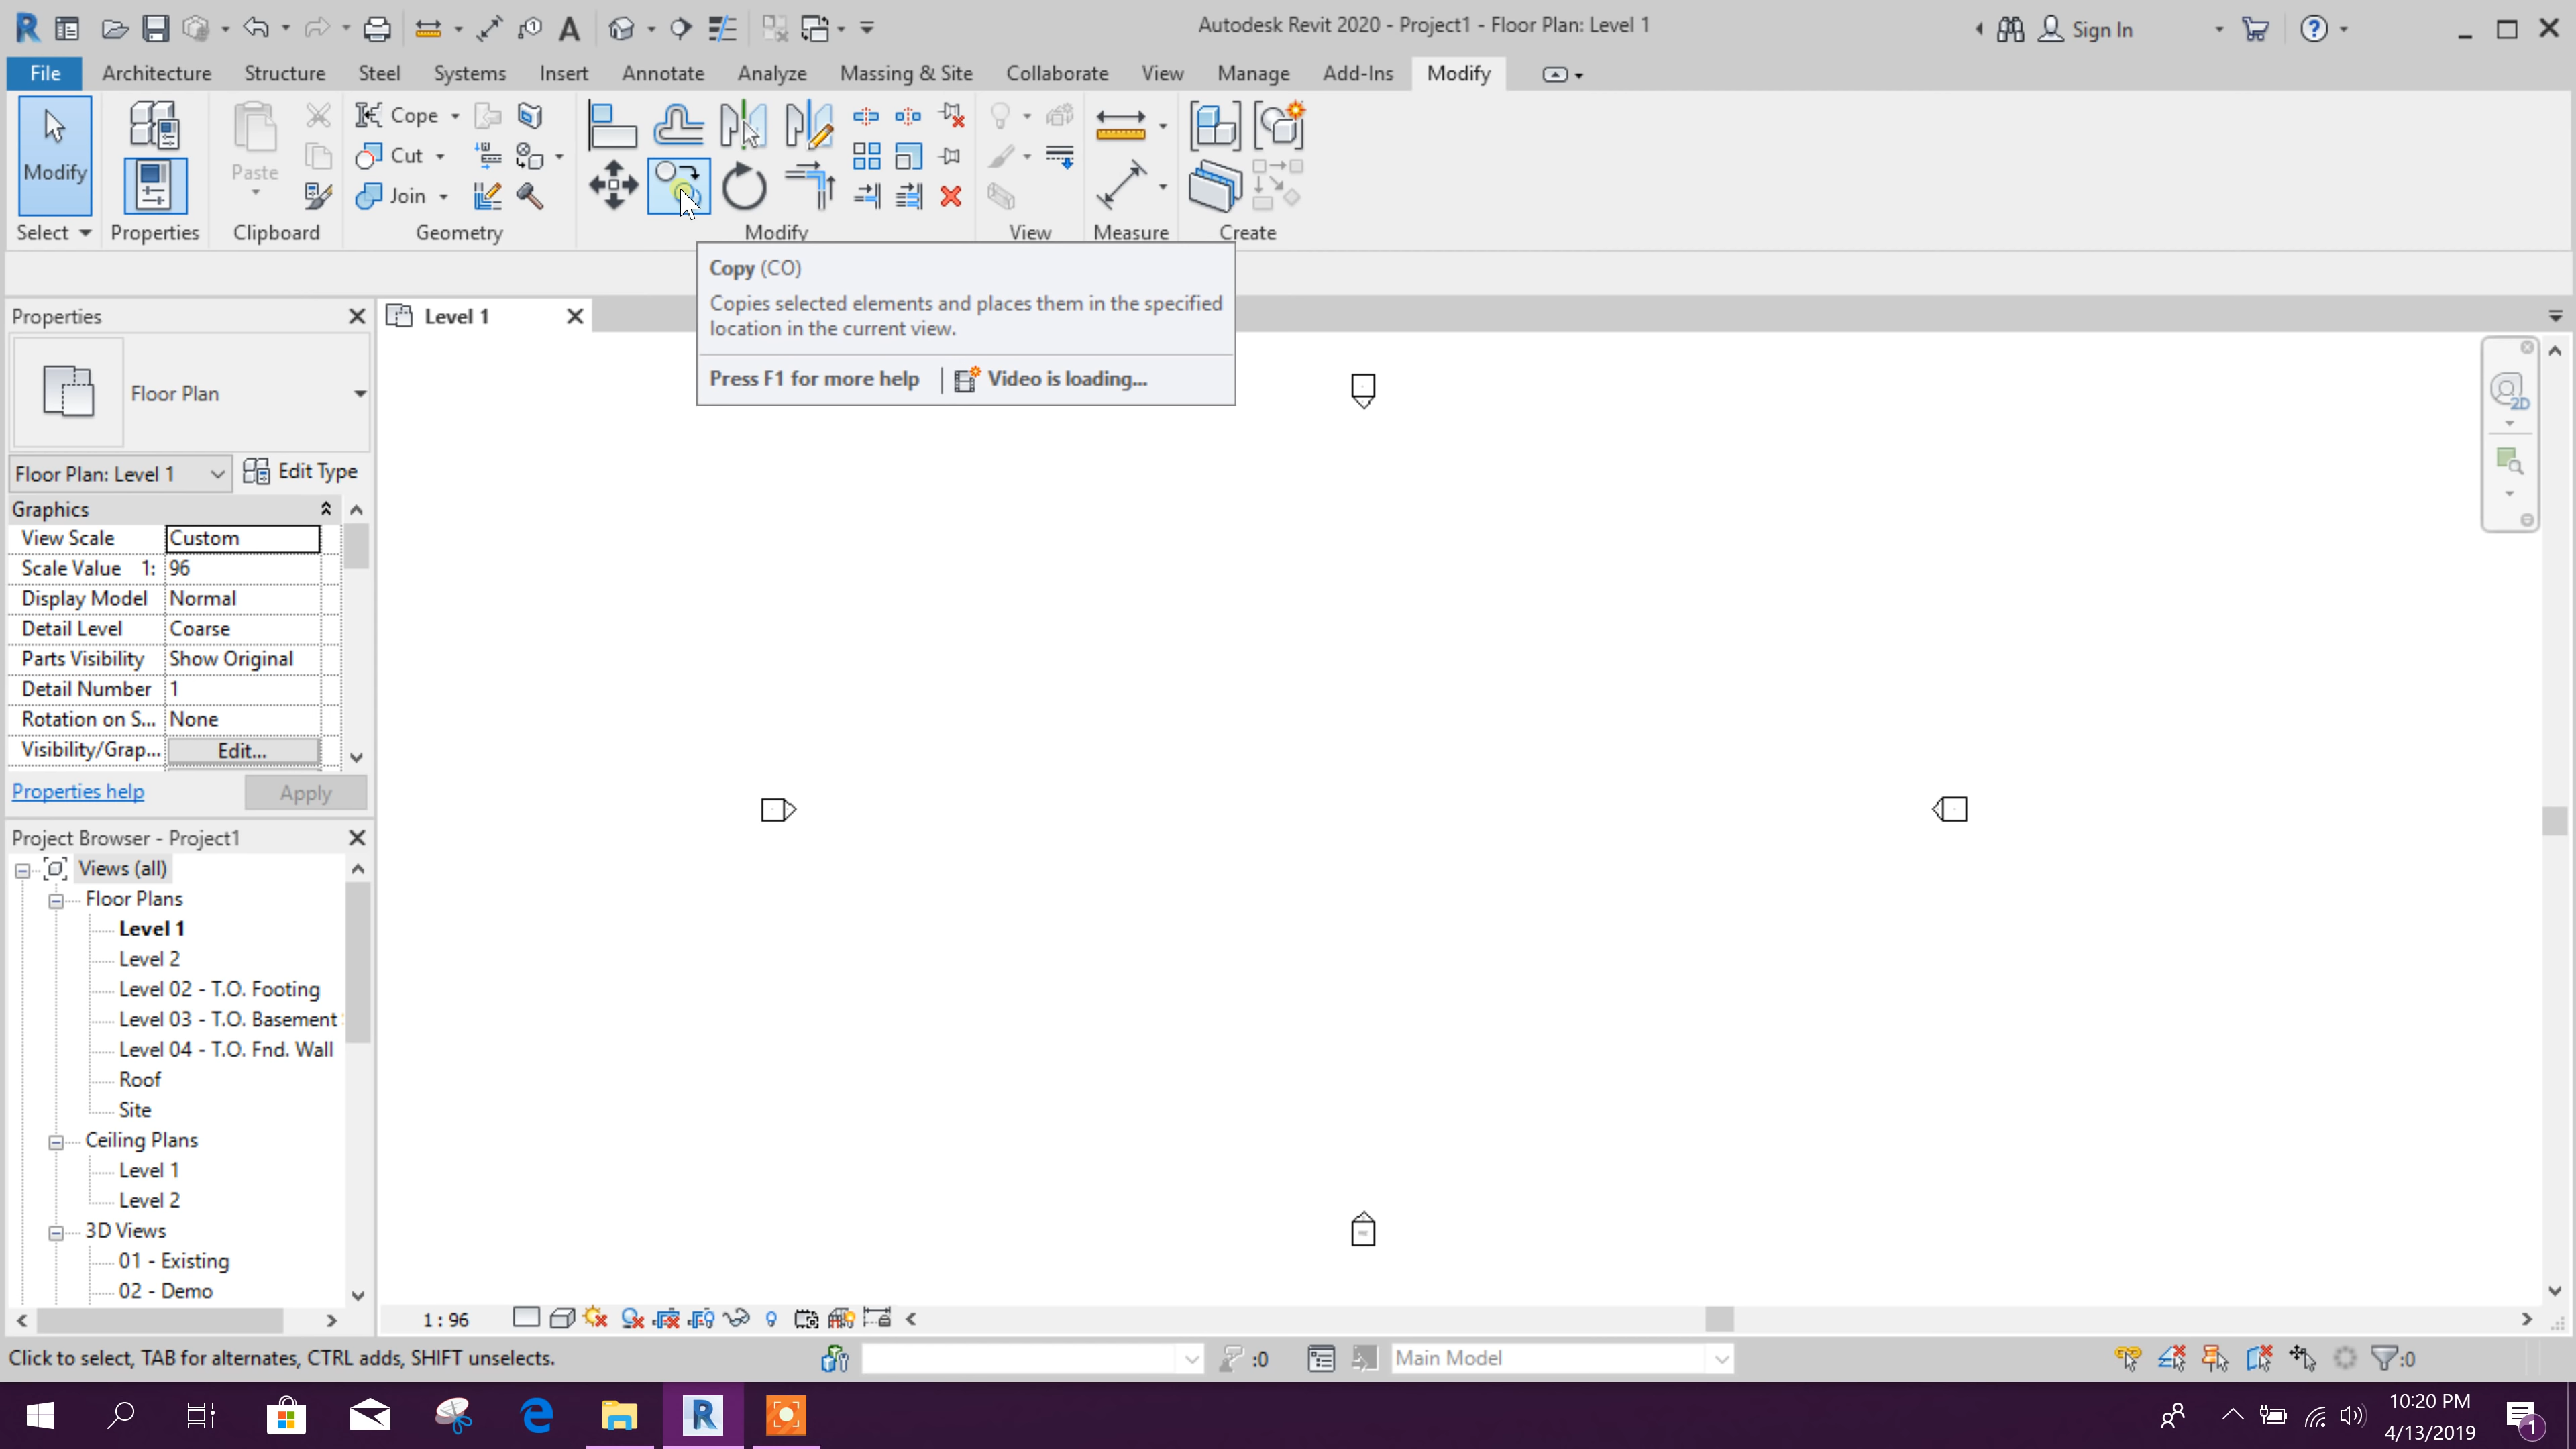 Autodesk Revit 2020 - Project1 - Floor Plan: Level 1
Sign In
File Architecture Structure Steel Systems Insert Annotate Analyze Massing & Site Collaborate View Manage Add-Ins Modify
Modify
Paste
Cope
Cut
Join
Select Properties Clipboard Geometry Modify View Measure Create
Copy (CO)
Copies selected elements and places them in the specified
location in the current view.
Press F1 for more help Video is loading...
Properties
Level 1
Floor Plan
Floor Plan: Level 1 Edit Type
Graphics
View Scale Custom
Scale Value 1: 96
Display Model Normal
Detail Level Coarse
Parts Visibility Show Original
Detail Number 1
Rotation on S... None
Visibility/Grap... Edit...
Properties help Apply
2D
Project Browser - Project1
Views (all)
Floor Plans
Level 1
Level 2
Level 02 - T.O. Footing
Level 03 - T.O. Basement
Level 04 - T.O. Fnd. Wall
Roof
Site
Ceiling Plans
Level 1
Level 2
3D Views
01 - Existing
02 - Demo
1 : 96
Click to select, TAB for alternates, CTRL adds, SHIFT unselects.
:0
Main Model
:0
10:20 PM
4/13/2019
1